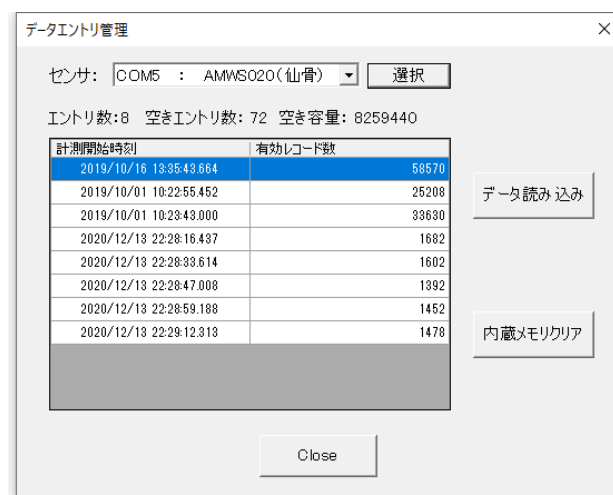 データエントリ管理
センサ: COM5 : AMWS020(仙骨) 選択
エントリ数:8 空きエントリ数: 72 空き容量: 8259440
計測開始時刻 有効レコード数
2019/10/16 13:35:43.664 58570
2019/10/01 10:22:55.452 25208
2019/10/01 10:23:43.000 33630
2020/12/13 22:28:16.437 1682
2020/12/13 22:28:33.614 1602
2020/12/13 22:28:47.008 1392
2020/12/13 22:28:59.188 1452
2020/12/13 22:29:12.313 1478
データ読み込み
内蔵メモリクリア
Close